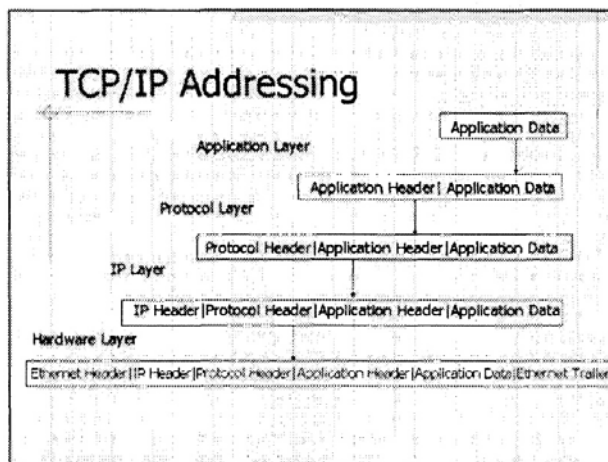 TCP/IP Addressing
Application Data
Application Layer
Application Header| Application Data
Protocol Layer
Protocol Header|Application Header|Application Data
IP Layer
IP Header|Protocol Header|Application Header|Application Data
Hardware Layer
Ethernet Header|IP Header|Protocol Header|Application Header|Application Data|Ethernet Trailer